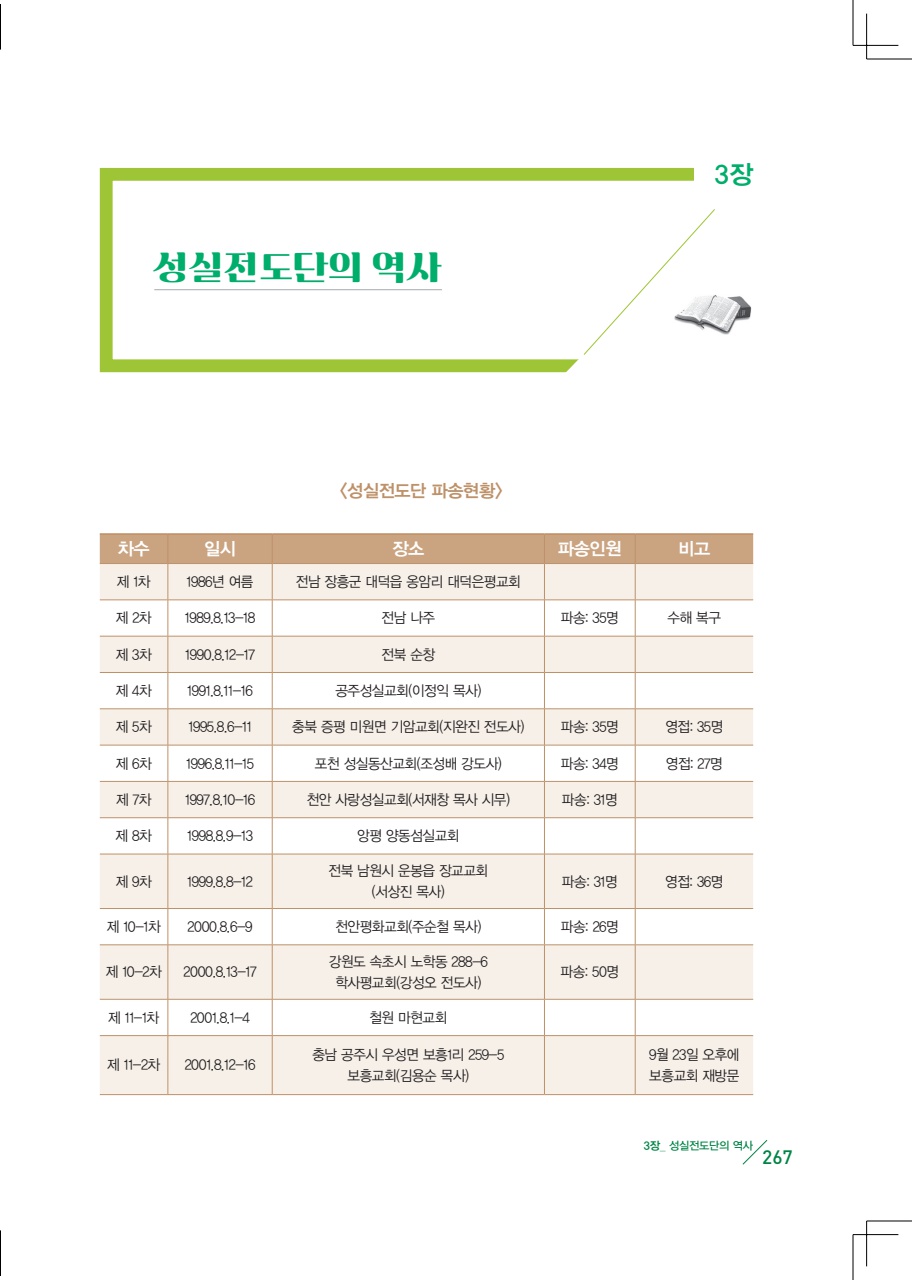 3장
성실전도단의 역사
〈성실전도단 파송현황〉
차수 일시 장소 파송인원 비고
제 1차 1986년 여름 전남 장흥군 대덕읍 옹암리 대덕은평교회
제 2차 1989.8.13-18 전남 나주 파송: 35명 수해 복구
제 3차 1990.8.12-17 전북 순창
제 4차 1991.8.11-16 공주성실교회(이정익 목사)
제 5차 1995.8.6-11 충북 증평 미원면 기암교회(지완진 전도사) 파송: 35명 영접: 35명
제 6차 1996.8.11-15 포천 성실동산교회(조성배 강도사) 파송: 34명 영접: 27명
제 7차 1997.8.10-16 천안 사랑성실교회(서재창 목사 시무) 파송: 31명
제 8차 1998.8.9-13 앙평 양동섬실교회
제 9차 1999.8.8-12 전북 남원시 운봉읍 장교교회
(서상진 목사) 파송: 31명 영접: 36명
제 10-1차 2000.8.6-9 천안평화교회(주순철 목사) 파송: 26명
제 10-2차 2000.8.13-17 강원도 속초시 노학동 288-6
학사평교회(강성오 전도사) 파송: 50명
제 11-1차 2001.8.1-4 철원 마현교회
제 11-2차 2001.8.12-16 충남 공주시 우성면 보흥1리 259-5
보흥교회(김용순 목사) 9월 23일 오후에
보흥교회 재방문
3장_ 성실전도단의 역사 267